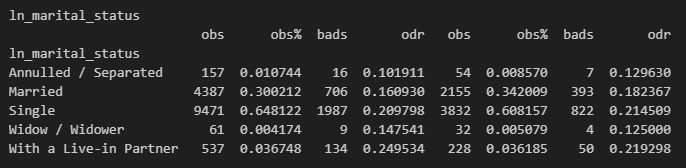 ln_marital_status
obs obs% bads odr obs obs% bads odr
ln_marital_status
Annulled / Separated 157 0.010744 16 0.101911 54 0.008570 7 0.129630
Married 4387 0.300212 706 0.160930 2155 0.342009 393 0.182367
Single 9471 0.648122 1987 0.209798 3832 0.608157 822 0.214509
Widow / Widower 61 0.004174 9 0.147541 32 0.005079 4 0.125000
With a Live-in Partner 537 0.036748 134 0.249534 228 0.036185 50 0.219298